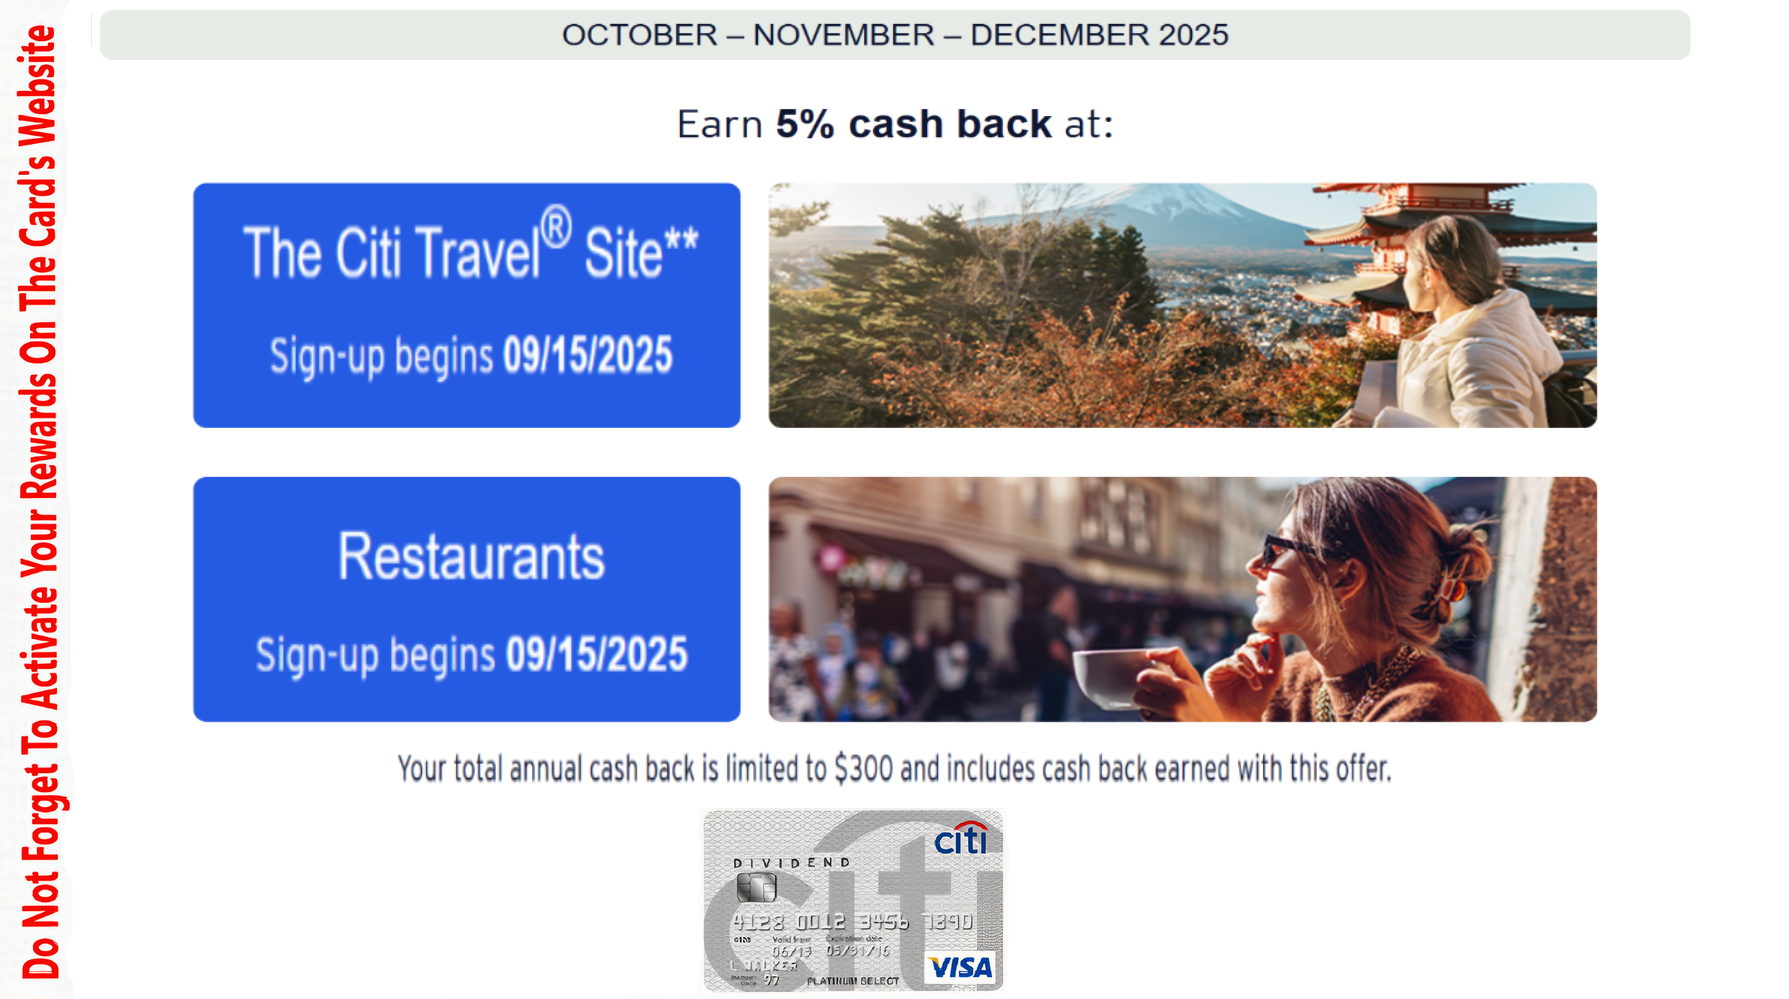 Do Not Forget To Activate Your Rewards On The Card's Website
OCTOBER – NOVEMBER – DECEMBER 2025
Earn 5% cash back at:
The Citi Travel® Site**
Sign-up begins 09/15/2025
Restaurants
Sign-up begins 09/15/2025
Your total annual cash back is limited to $300 and includes cash back earned with this offer.
citi
DIVIDEND
citi
4128 0012 3456 7890
Valid from Expiration date
06/13 05/31/16
L WALKER
97 PLATINUM SELECT
VISA